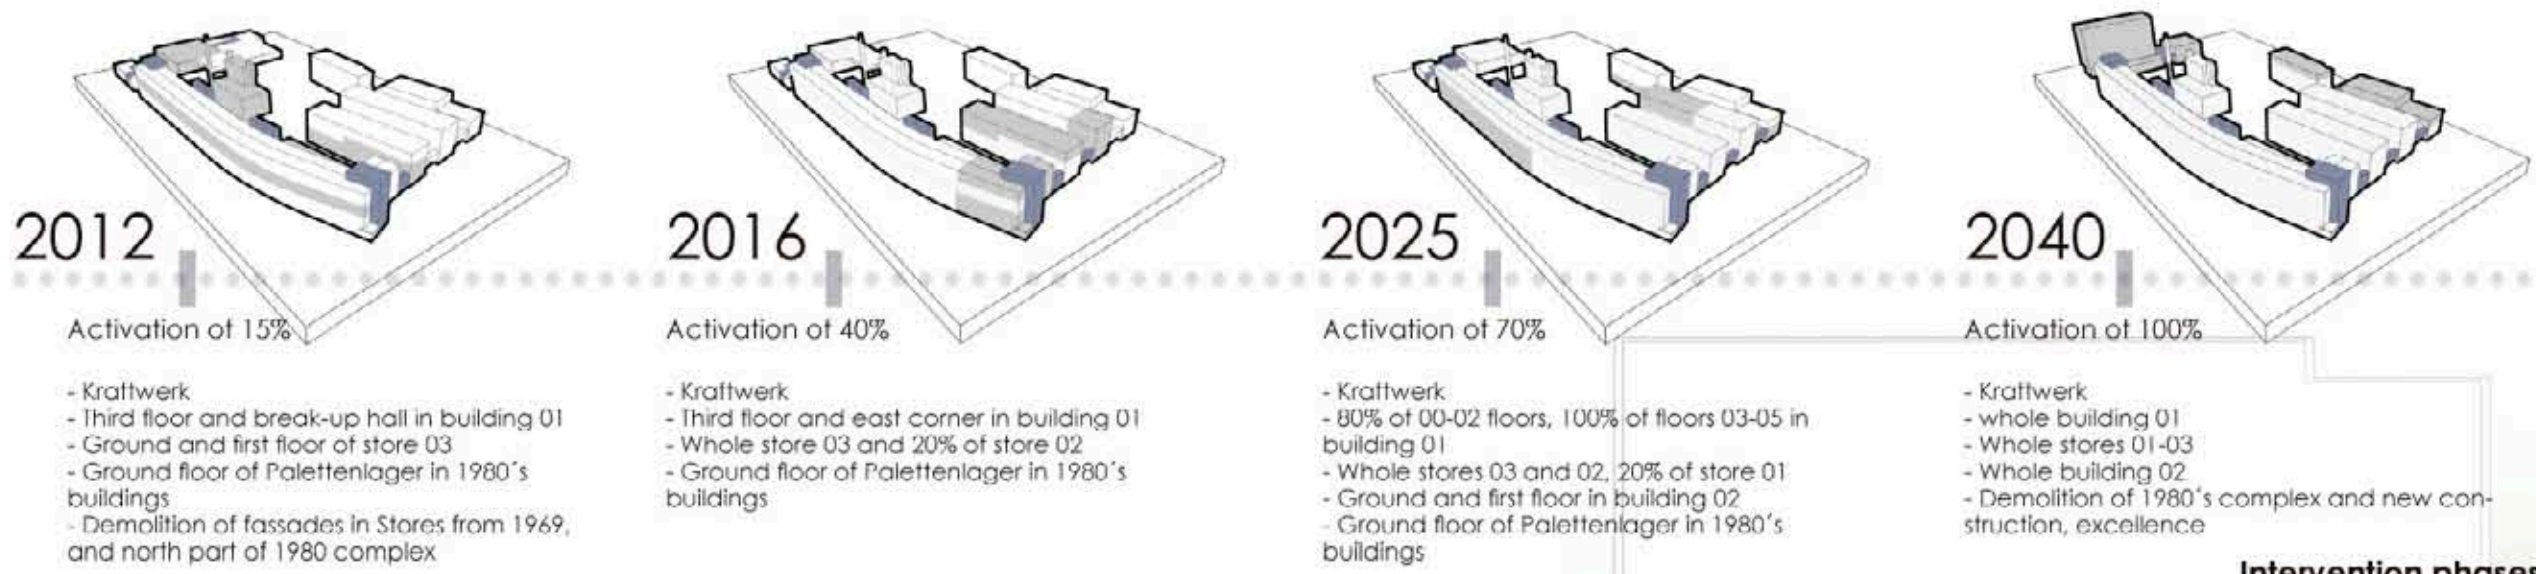 2012
Activation of 15%
- Kraftwerk
- Third floor and break-up hall in building 01
- Ground and first floor of store 03
- Ground floor of Palettenlager in 1980´s
buildings
- Demolition of fassades in Stores from 1969,
and north part of 1980 complex
2016
Activation of 40%
- Kraftwerk
- Third floor and east corner in building 01
- Whole store 03 and 20% of store 02
- Ground floor of Palettenlager in 1980´s
buildings
2025
Activation of 70%
- Kraftwerk
- 80% of 00-02 floors, 100% of floors 03-05 in
building 01
- Whole stores 03 and 02, 20% of store 01
- Ground and first floor in building 02
- Ground floor of Palettenlager in 1980´s
buildings
2040
Activation of 100%
- Kraftwerk
- whole building 01
- Whole stores 01-03
- Whole building 02
- Demolition of 1980´s complex and new con-
struction, excellence
Intervention phases